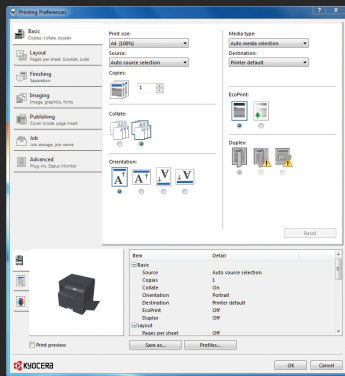 Printing Preferences
Basic
Copies, collate, duplex
Layout
Pages per sheet, booklet, scale
Finishing
Separation
Imaging
Image, graphics, fonts
Publishing
Cover mode, page insert
Job
Job storage, job name
Advanced
Plug-ins, Status Monitor
Print size:
A4 (100%)
Source:
Auto source selection
Copies:
1
Collate:
Orientation:
A A A A
Media type:
Auto media selection
Destination:
Printer default
EcoPrint:
Duplex:
Reset
Item Detail
Basic
Source Auto source selection
Copies 1
Collate On
Orientation Portrait
Destination Printer default
EcoPrint Off
Duplex Off
Layout
Pages per sheet Off
Print preview
Save as...
Profiles...
KYOCERA
OK
Cancel